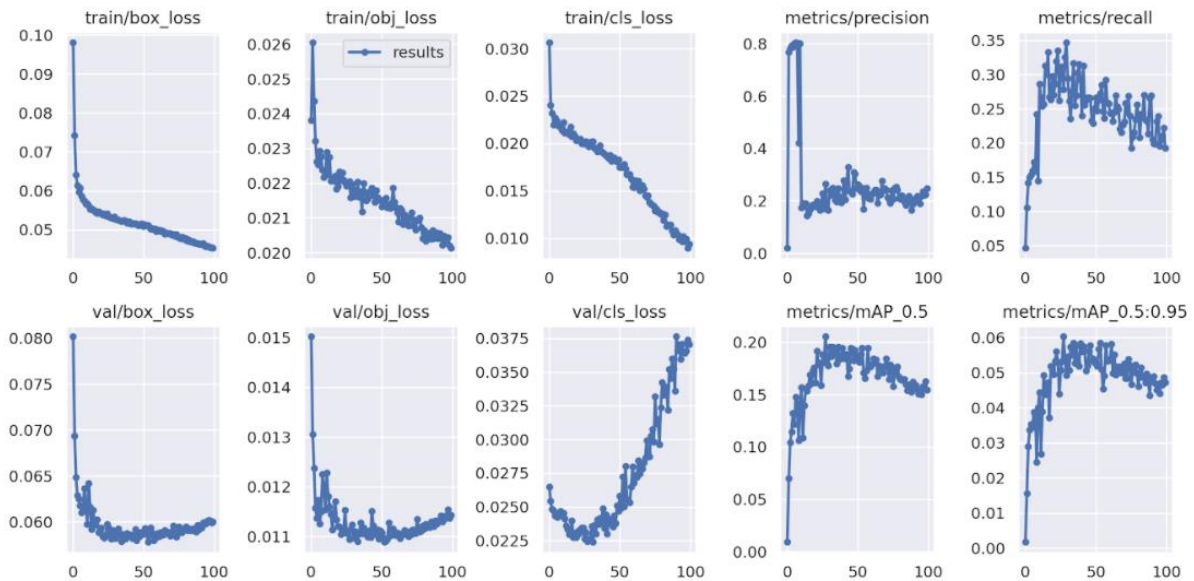 train/box_loss
train/obj_loss
train/cls_loss
metrics/precision
metrics/recall
0.10
0.09
0.08
0.07
0.06
0.05
0 50 100
0.026
0.025
0.024
0.023
0.022
0.021
0.020
results
0 50 100
0.030
0.025
0.020
0.015
0.010
0 50 100
0.8
0.6
0.4
0.2
0.0
0 50 100
0.35
0.30
0.25
0.20
0.15
0.10
0.05
0 50 100
val/box_loss
val/obj_loss
val/cls_loss
metrics/mAP_0.5
metrics/mAP_0.5:0.95
0.080
0.075
0.070
0.065
0.060
0 50 100
0.015
0.014
0.013
0.012
0.011
0 50 100
0.0375
0.0350
0.0325
0.0300
0.0275
0.0250
0.0225
0 50 100
0.20
0.15
0.10
0.05
0.00
0 50 100
0.06
0.05
0.04
0.03
0.02
0.01
0.00
0 50 100